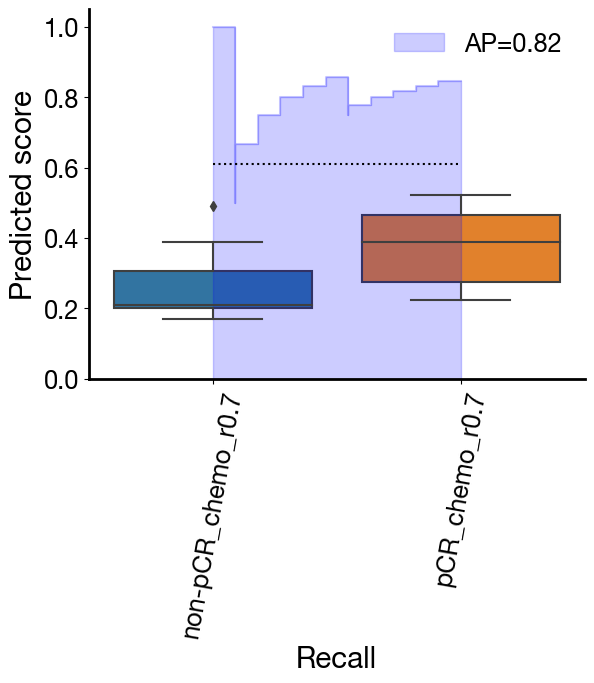 AP=0.82
Predicted score
1.0
0.8
0.6
0.4
0.2
0.0
non-pCR_chemo_r0.7
pCR_chemo_r0.7
Recall